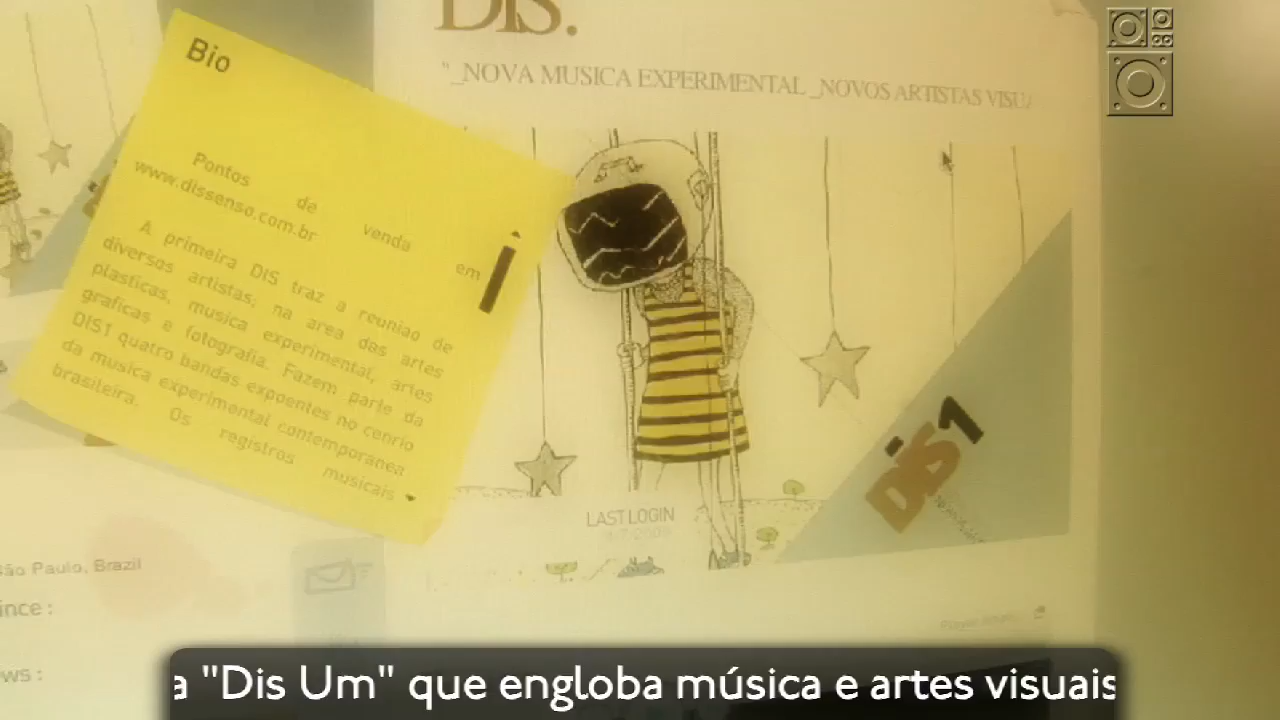 DIS.
"_NOVA MUSICA EXPERIMENTAL _NOVOS ARTISTAS VISUA
Bio
Pontos de venda em
www.dissenso.com.br
A primeira DIS traz a reuniao de
diversos artistas; na area das artes
plasticas, musica experimental, artes
graficas e fotografia. Fazem parte da
DIS1 quatro bandas expoentes no cenrio
da musica experimental contemporanea
brasileira. Os registros musicais
DIS1
LAST LOGIN
São Paulo, Brazil
ince :
ws :
a "Dis Um" que engloba música e artes visuais